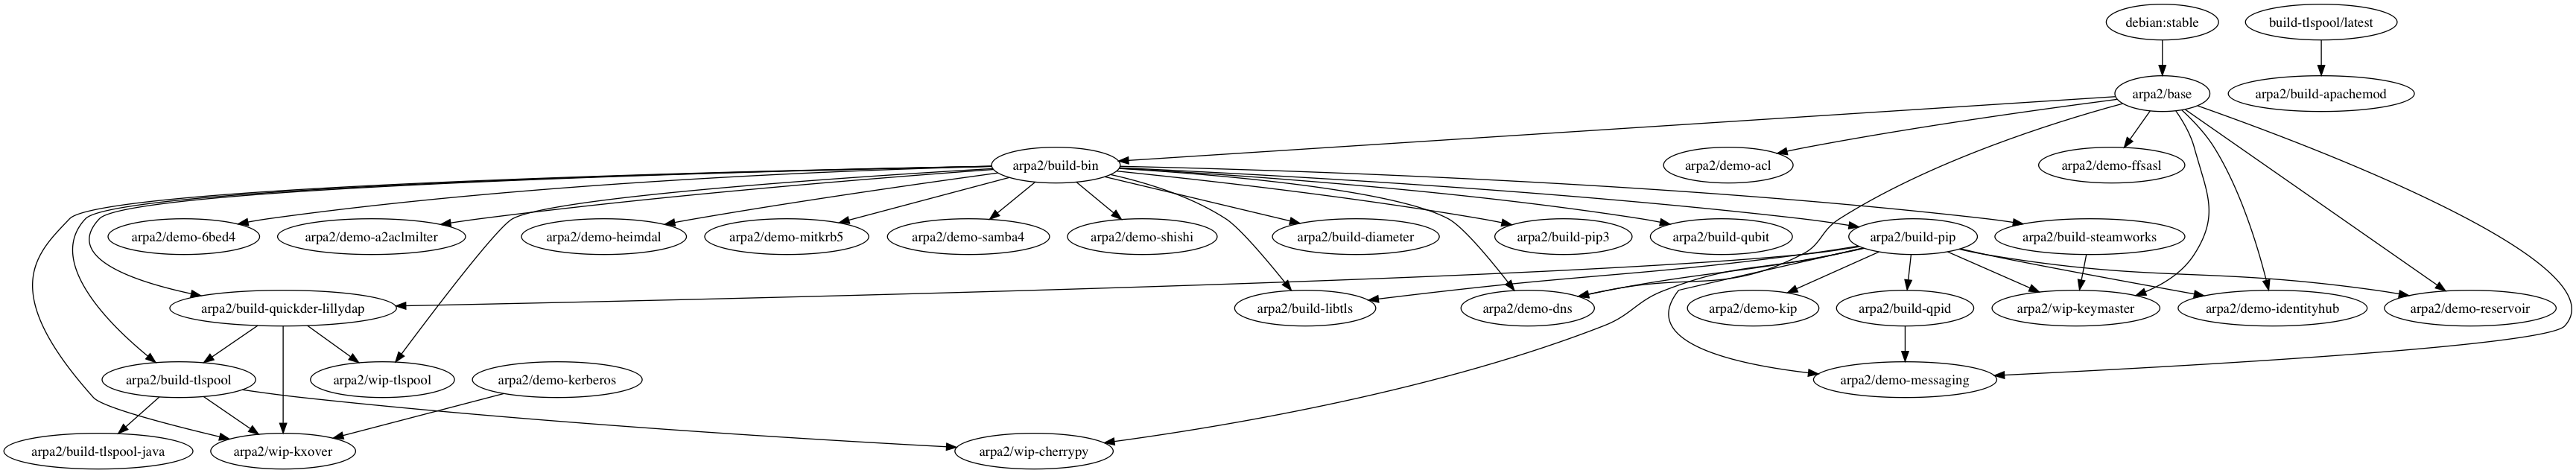 debian:stable
build-tlspool/latest
arpa2/base
arpa2/build-apachemod
arpa2/build-bin
arpa2/demo-acl
arpa2/demo-ffsasl
arpa2/demo-6bed4
arpa2/demo-a2aclmilter
arpa2/demo-heimdal
arpa2/demo-mitkrb5
arpa2/demo-samba4
arpa2/demo-shishi
arpa2/build-diameter
arpa2/build-pip3
arpa2/build-qubit
arpa2/build-pip
arpa2/build-steamworks
arpa2/build-quickder-lillydap
arpa2/build-libtls
arpa2/demo-dns
arpa2/demo-kip
arpa2/build-qpid
arpa2/wip-keymaster
arpa2/demo-identityhub
arpa2/demo-reservoir
arpa2/build-tlspool
arpa2/wip-tlspool
arpa2/demo-kerberos
arpa2/demo-messaging
arpa2/build-tlspool-java
arpa2/wip-kxover
arpa2/wip-cherrypy